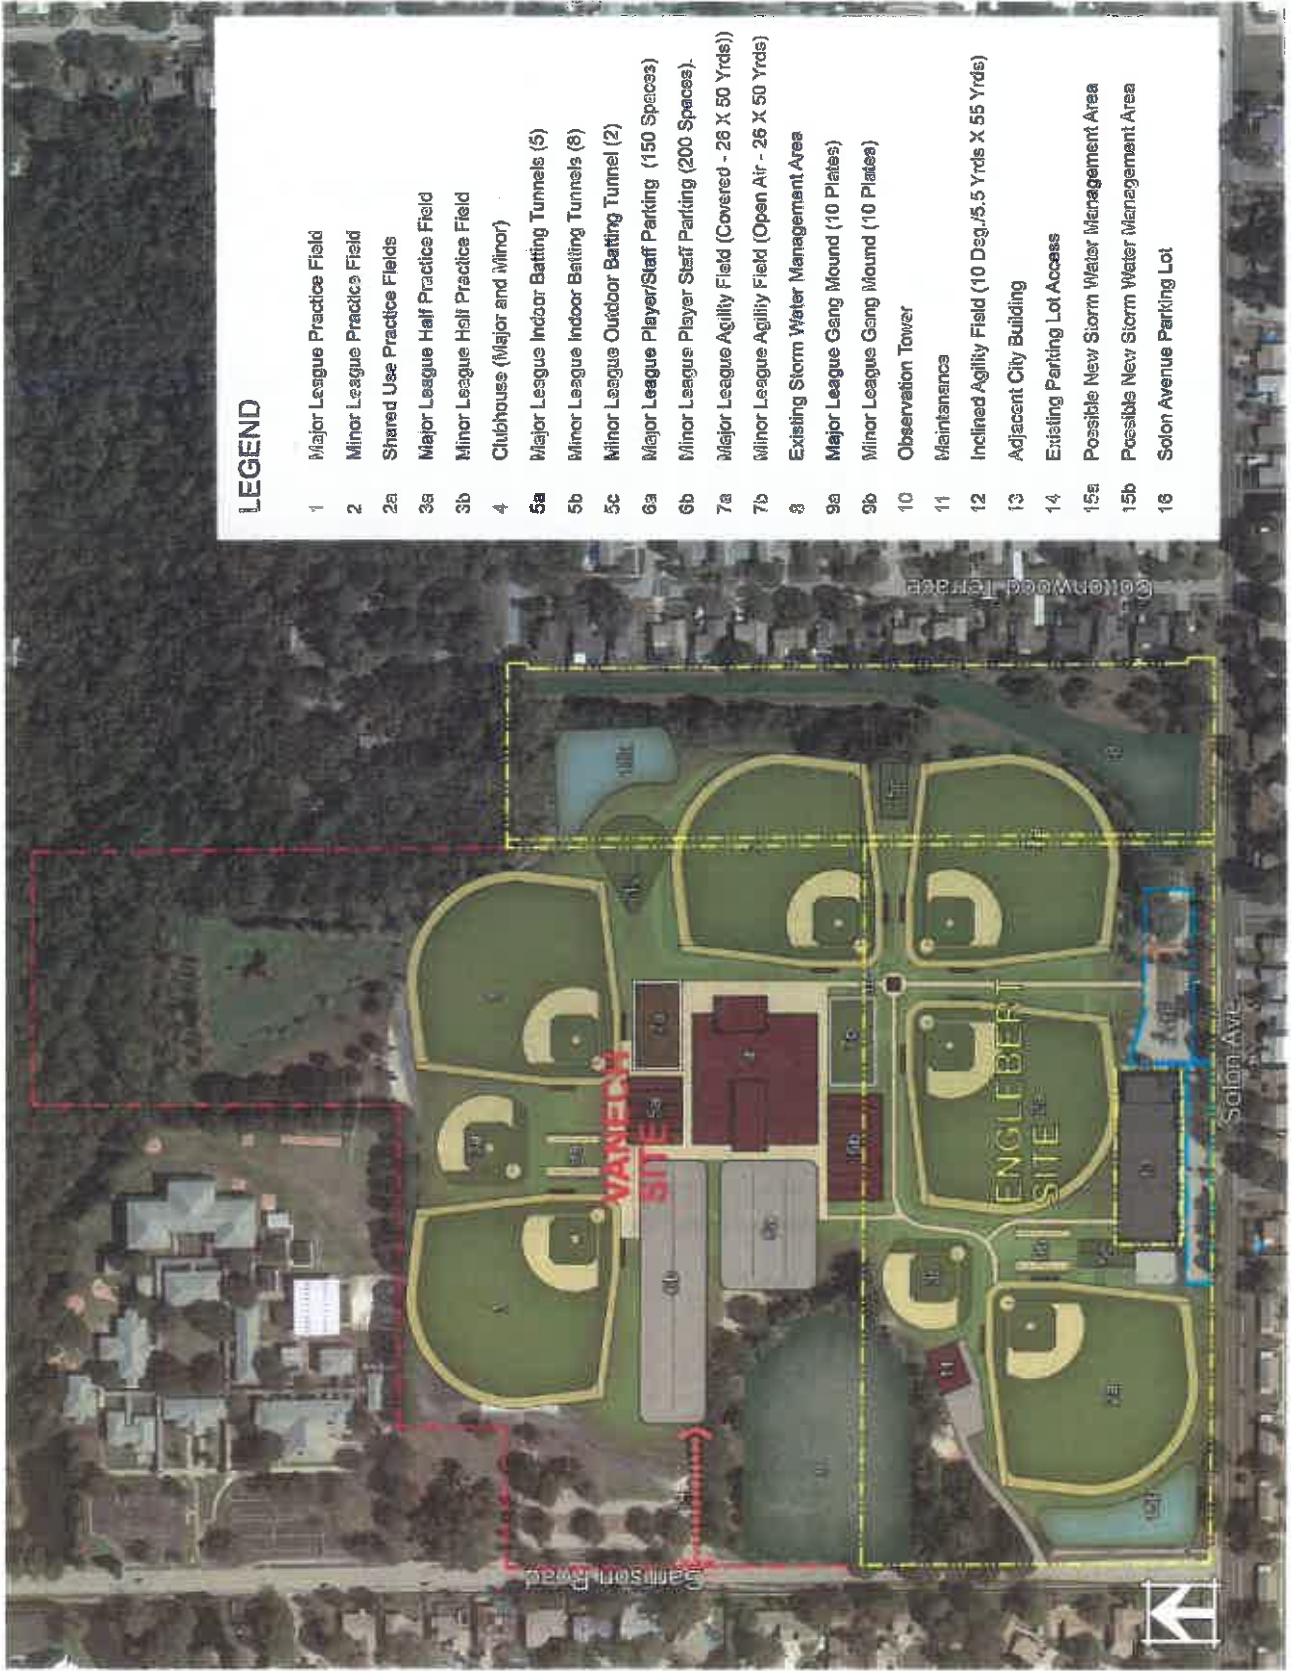 LEGEND
1 Major League Practice Field
2 Minor League Practice Field
2a Shared Use Practice Fields
3a Major League Half Practice Field
3b Minor League Half Practice Field
4 Clubhouse (Major and Minor)
5a Major League Indoor Batting Tunnels (5)
5b Minor League Indoor Batting Tunnels (8)
5c Minor League Outdoor Batting Tunnel (2)
6a Major League Player/Staff Parking (150 Spaces)
6b Minor League Player Staff Parking (200 Spaces).
7a Major League Agility Field (Covered - 26 X 50 Yrds))
7b Minor League Agility Field (Open Air - 26 X 50 Yrds)
8 Existing Storm Water Management Area
9a Major League Gang Mound (10 Plates)
9b Minor League Gang Mound (10 Plates)
10 Observation Tower
11 Maintanance
12 Inclined Agility Field (10 Deg./5.5 Yrds X 55 Yrds)
13 Adjacent City Building
14 Existing Parking Lot Access
15a Possible New Storm Water Management Area
15b Possible New Storm Water Management Area
16 Solon Avenue Parking Lot
VANECH
SITE
ENGLEBERT
SITE
5a
4
11
Garrison Road
Cottonwood Terrace
Solon Ave